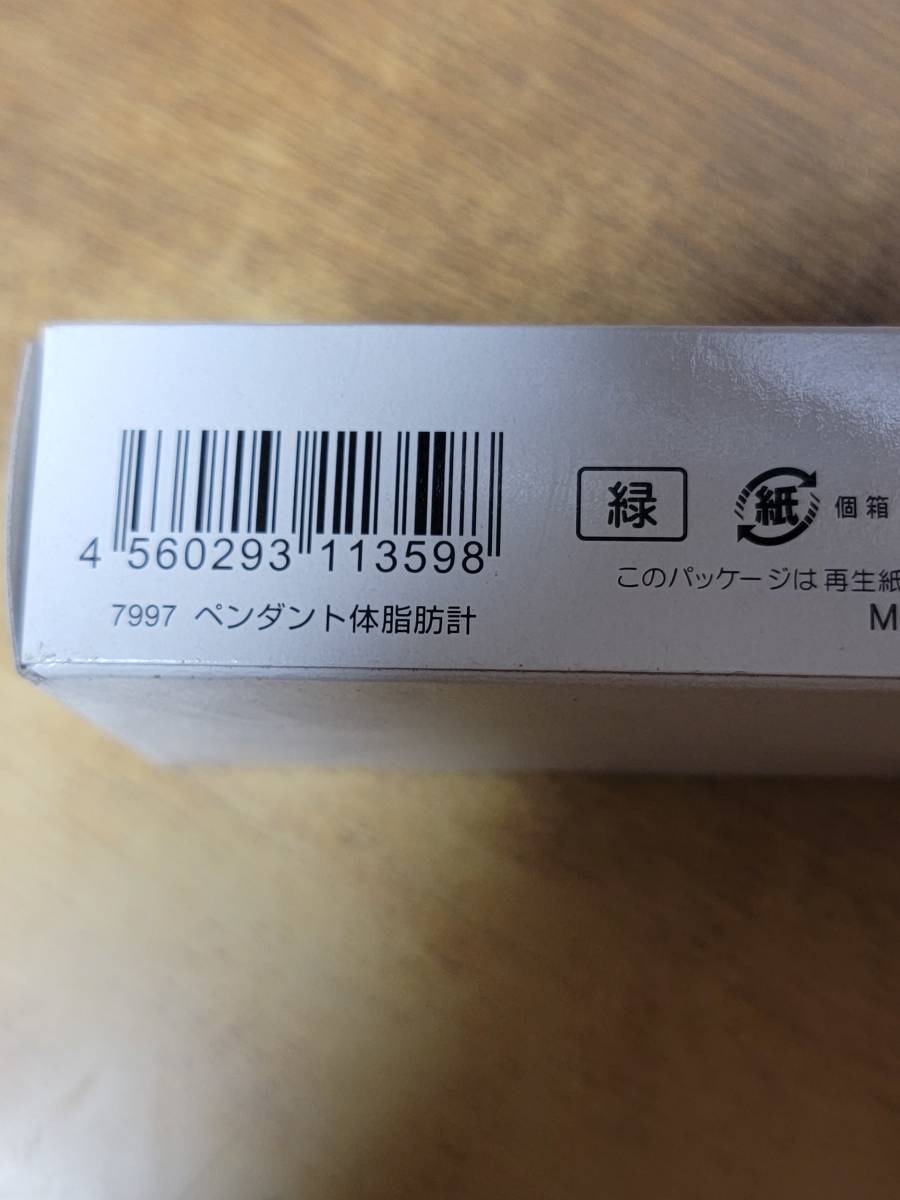 緑
紙 個箱
4 560293 113598
このパッケージは再生紙
7997 ペンダント体脂肪計
M